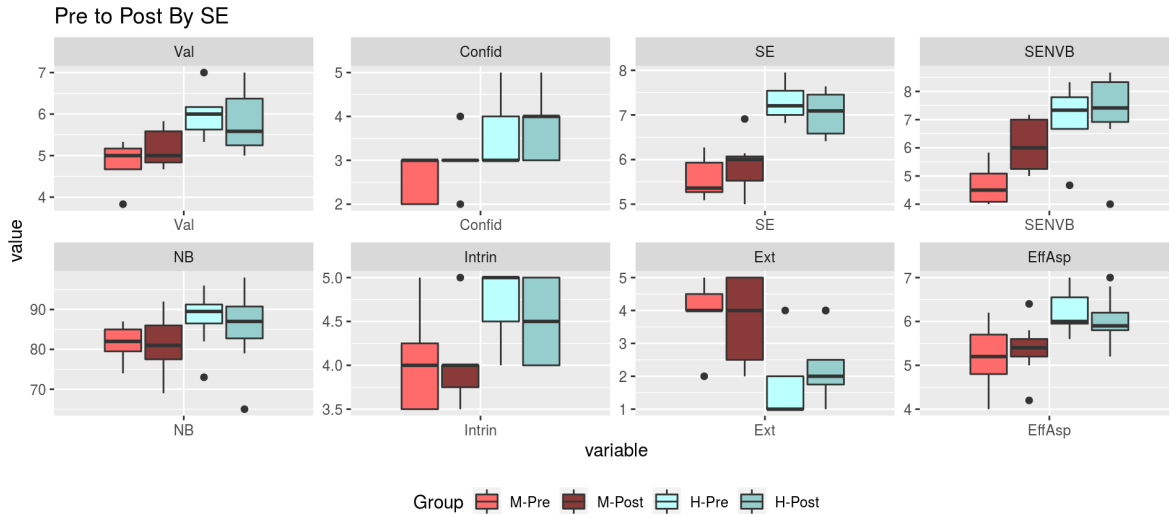 Pre to Post By SE
Val Confid SE SENVB
7 5 8 8
6 4 7 7
5 3 6 6
4 2 5 5
4
Val Confid SE SENVB
value
NB Intrin Ext EffAsp
90 5.0 5 7
80 4.5 4 6
70 4.0 3 5
3.5 2 4
1
NB Intrin Ext EffAsp
variable
Group M-Pre M-Post H-Pre H-Post